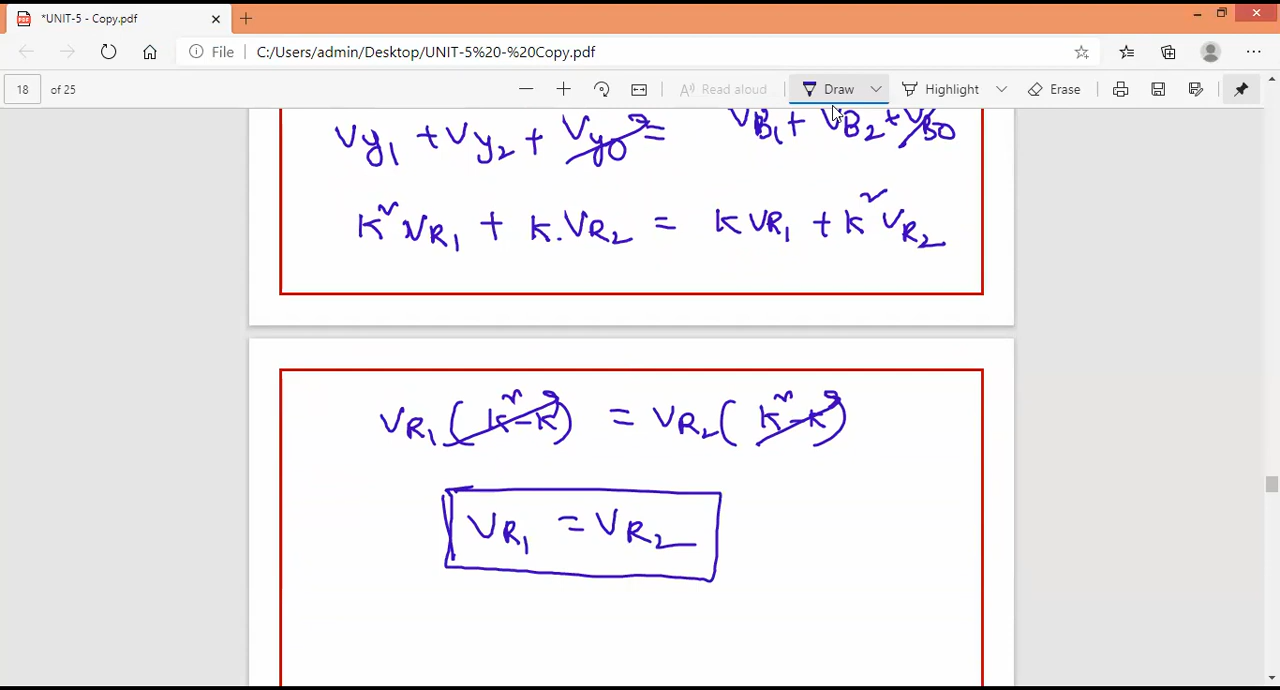 *UNIT-5 - Copy.pdf
File C:/Users/admin/Desktop/UNIT-5%20-%20Copy.pdf
18 of 25 Read aloud Draw Highlight Erase
Vy1 + Vy2 + Vy0 = VB1 + VB2 + VB0
K² VR1 + K. VR2 = K VR1 + K² VR2
VR1 (K²-K) = VR2 (K²-K)
VR1 = VR2